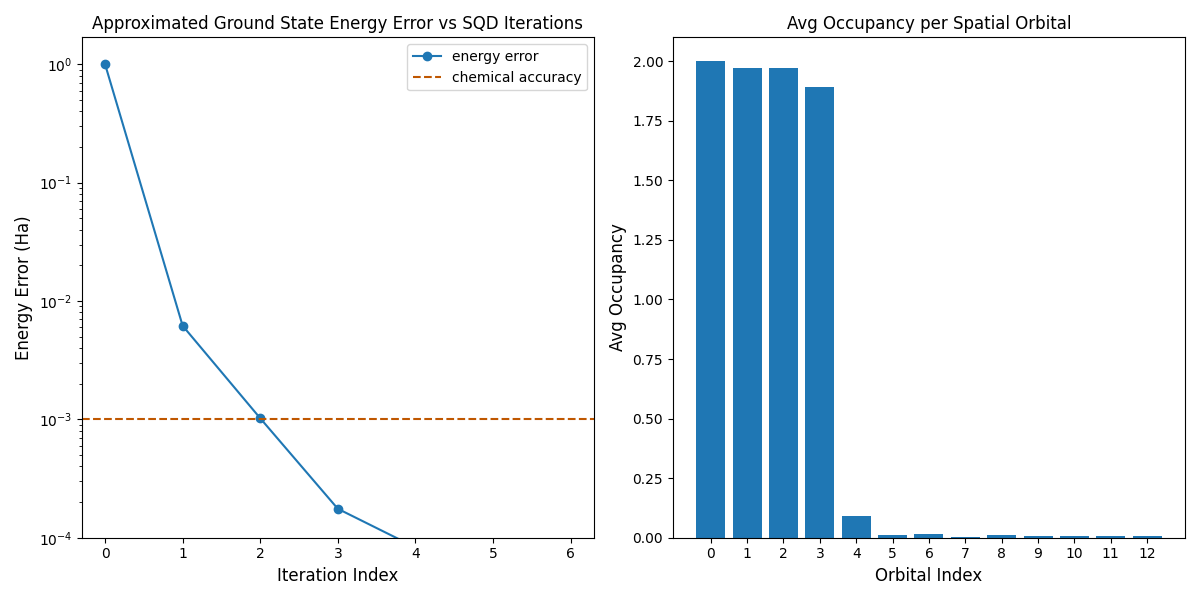 Approximated Ground State Energy Error vs SQD Iterations
energy error
chemical accuracy
Energy Error (Ha)
10⁰
10⁻¹
10⁻²
10⁻³
10⁻⁴
0 1 2 3 4 5 6
Iteration Index
Avg Occupancy per Spatial Orbital
Avg Occupancy
2.00
1.75
1.50
1.25
1.00
0.75
0.50
0.25
0.00
0 1 2 3 4 5 6 7 8 9 10 11 12
Orbital Index